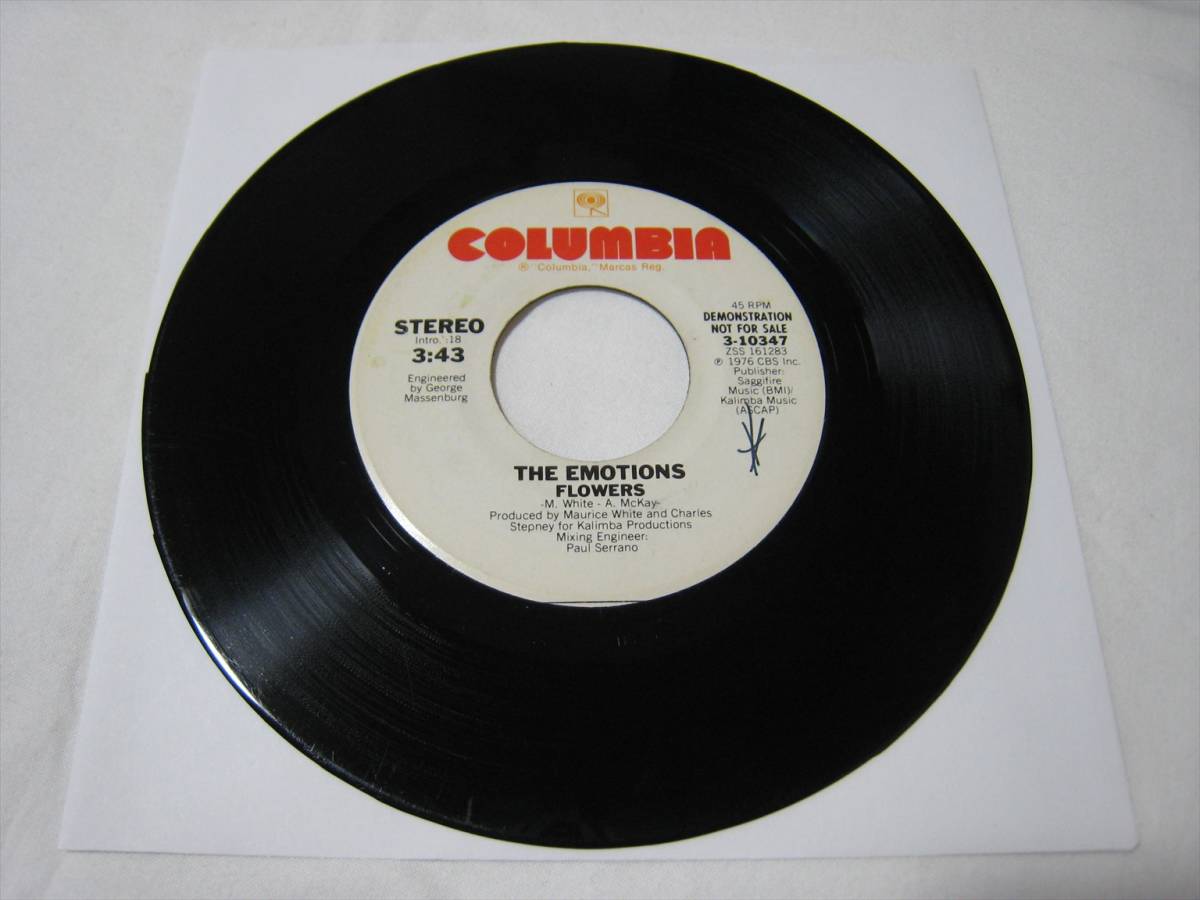 COLUMBIA
® "Columbia," Marcas Reg.
STEREO
Intro.:18
3:43
Engineered
by George
Massenburg
45 RPM
DEMONSTRATION
NOT FOR SALE
3-10347
ZSS 161283
℗ 1976 CBS Inc.
Publisher:
Saggifire
Music (BMI)/
Kalimba Music
(ASCAP)
THE EMOTIONS
FLOWERS
-M. White - A. McKay-
Produced by Maurice White and Charles
Stepney for Kalimba Productions
Mixing Engineer:
Paul Serrano